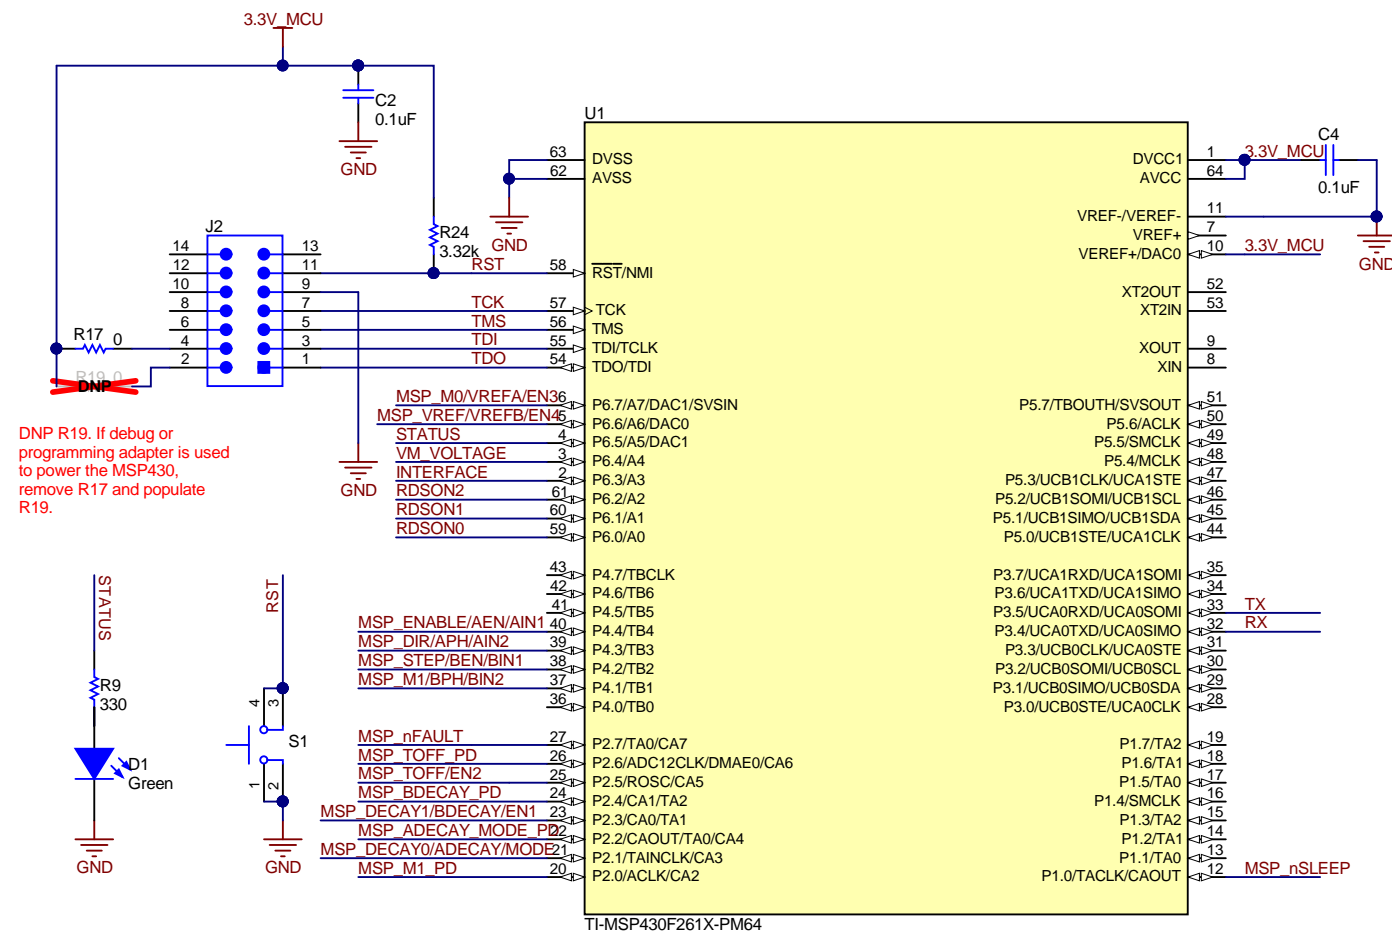 3.3V_MCU
C2
0.1uF
GND
R24
3.32k
J2
14 13
12 11
10 9
8 7
6 5
4 3
2 1
R17 0
R19 0
DNP
DNP R19. If debug or
programming adapter is used
to power the MSP430,
remove R17 and populate
R19.
GND
STATUS
R9
330
D1
Green
GND
RST
4 3
S1
1 2
GND
U1
63 DVSS
62 AVSS
GND
RST 58 RST/NMI
TCK 57 TCK
TMS 56 TMS
TDI 55 TDI/TCLK
TDO 54 TDO/TDI
MSP_M0/VREFA/EN3 6 P6.7/A7/DAC1/SVSIN
MSP_VREF/VREFB/EN4 5 P6.6/A6/DAC0
STATUS 4 P6.5/A5/DAC1
VM_VOLTAGE 3 P6.4/A4
INTERFACE 2 P6.3/A3
RDSON2 61 P6.2/A2
RDSON1 60 P6.1/A1
RDSON0 59 P6.0/A0
43 P4.7/TBCLK
42 P4.6/TB6
41 P4.5/TB5
MSP_ENABLE/AEN/AIN1 40 P4.4/TB4
MSP_DIR/APH/AIN2 39 P4.3/TB3
MSP_STEP/BEN/BIN1 38 P4.2/TB2
MSP_M1/BPH/BIN2 37 P4.1/TB1
36 P4.0/TB0
MSP_nFAULT 27 P2.7/TA0/CA7
MSP_TOFF_PD 26 P2.6/ADC12CLK/DMAE0/CA6
MSP_TOFF/EN2 25 P2.5/ROSC/CA5
MSP_BDECAY_PD 24 P2.4/CA1/TA2
MSP_DECAY1/BDECAY/EN1 23 P2.3/CA0/TA1
MSP_ADECAY_MODE_PD 22 P2.2/CAOUT/TA0/CA4
MSP_DECAY0/ADECAY/MODE 21 P2.1/TAINCLK/CA3
MSP_M1_PD 20 P2.0/ACLK/CA2
DVCC1 1 3.3V_MCU
AVCC 64
C4
0.1uF
VREF-/VEREF- 11
VREF+ 7
VEREF+/DAC0 10 3.3V_MCU
GND
XT2OUT 52
XT2IN 53
XOUT 9
XIN 8
P5.7/TBOUTH/SVSOUT 51
P5.6/ACLK 50
P5.5/SMCLK 49
P5.4/MCLK 48
P5.3/UCB1CLK/UCA1STE 47
P5.2/UCB1SOMI/UCB1SCL 46
P5.1/UCB1SIMO/UCB1SDA 45
P5.0/UCB1STE/UCA1CLK 44
P3.7/UCA1RXD/UCA1SOMI 35
P3.6/UCA1TXD/UCA1SIMO 34
P3.5/UCA0RXD/UCA0SOMI 33 TX
P3.4/UCA0TXD/UCA0SIMO 32 RX
P3.3/UCB0CLK/UCA0STE 31
P3.2/UCB0SOMI/UCB0SCL 30
P3.1/UCB0SIMO/UCB0SDA 29
P3.0/UCB0STE/UCA0CLK 28
P1.7/TA2 19
P1.6/TA1 18
P1.5/TA0 17
P1.4/SMCLK 16
P1.3/TA2 15
P1.2/TA1 14
P1.1/TA0 13
P1.0/TACLK/CAOUT 12 MSP_nSLEEP
TI-MSP430F261X-PM64